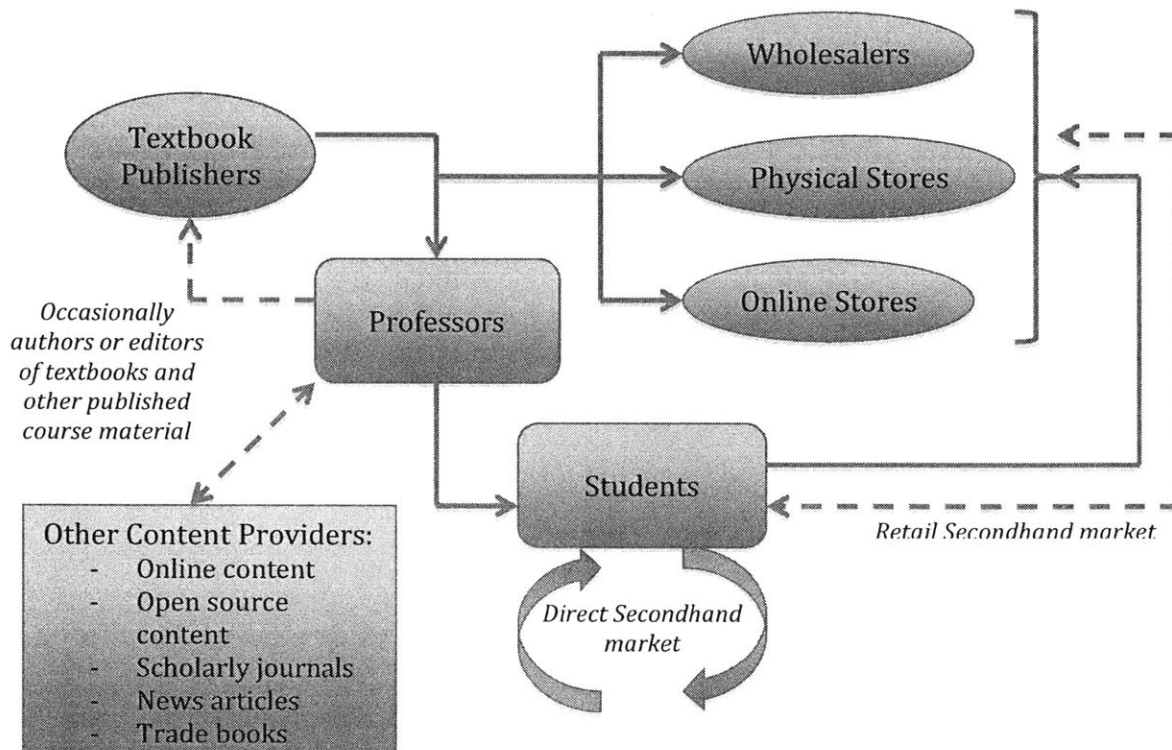 Textbook
Publishers
Wholesalers
Physical Stores
Online Stores
Professors
Occasionally
authors or editors
of textbooks and
other published
course material
Students
Retail Secondhand market
Direct Secondhand
market
Other Content Providers:
- Online content
- Open source
content
- Scholarly journals
- News articles
- Trade books